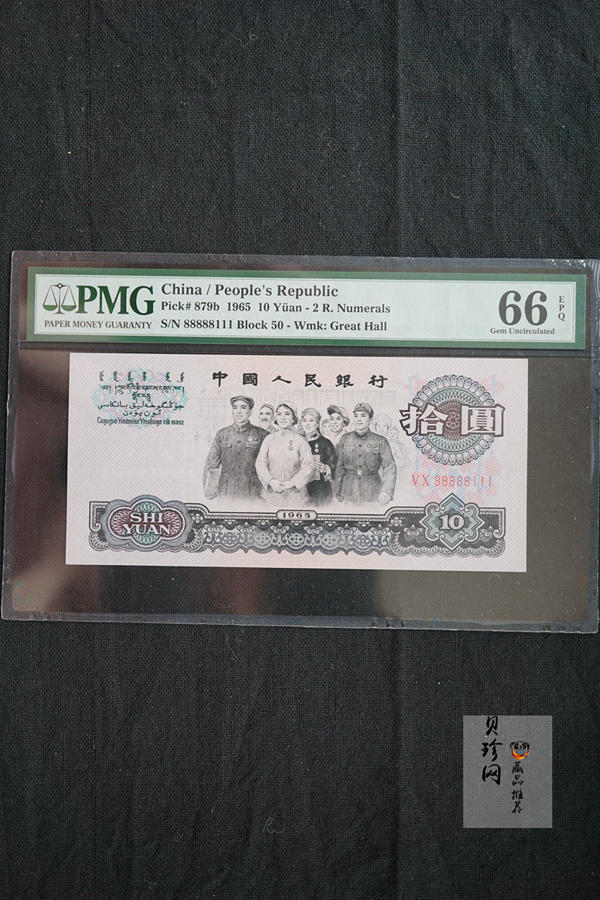 PMG
PAPER MONEY GUARANTY
China / People's Republic
Pick# 879b 1965 10 Yüan - 2 R. Numerals
S/N 88888111 Block 50 - Wmk: Great Hall
66
EPQ
Gem Uncirculated
中國人民銀行
拾圓
VX 88888111
1965
SHI
YUAN
10
贝珍网
藏品推荐